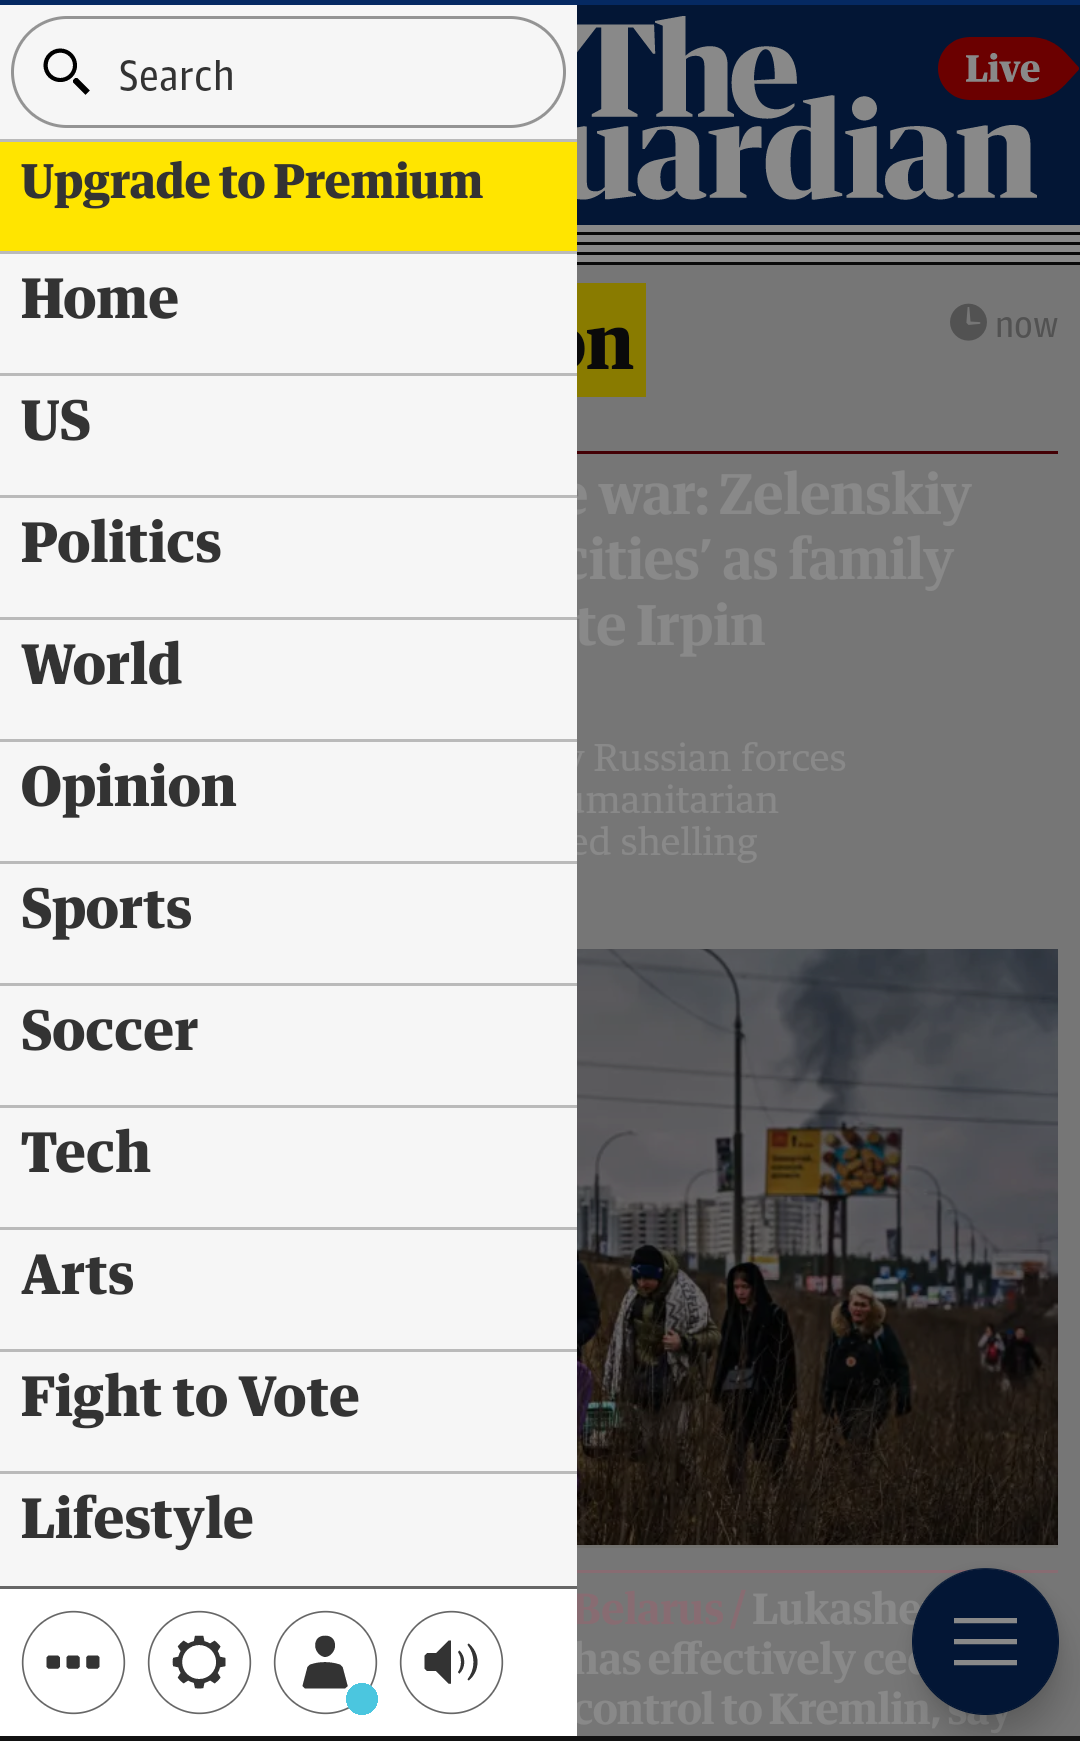 Search
Upgrade to Premium
Home
US
Politics
World
Opinion
Sports
Soccer
Tech
Arts
Fight to Vote
Lifestyle
The
uardian
Live
on
now
e war: Zelenskiy
cities’ as family
te Irpin
y Russian forces
umanitarian
ed shelling
Belarus / Lukashe
has effectively ce
control to Kremlin, say